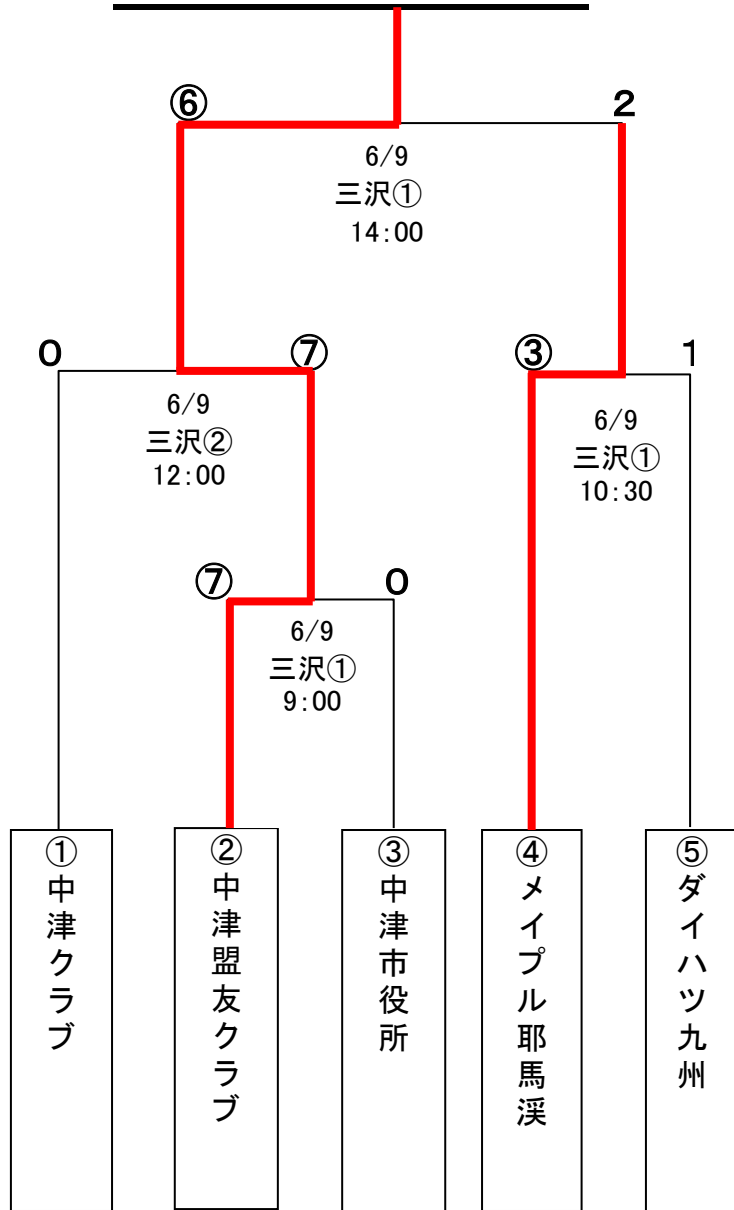 ⑥
2
6/9
三沢①
14:00
0
⑦
③
1
6/9
三沢②
12:00
6/9
三沢①
10:30
⑦
0
6/9
三沢①
9:00
①中津クラブ
②中津盟友クラブ
③中津市役所
④メイプル耶馬渓
⑤ダイハツ九州